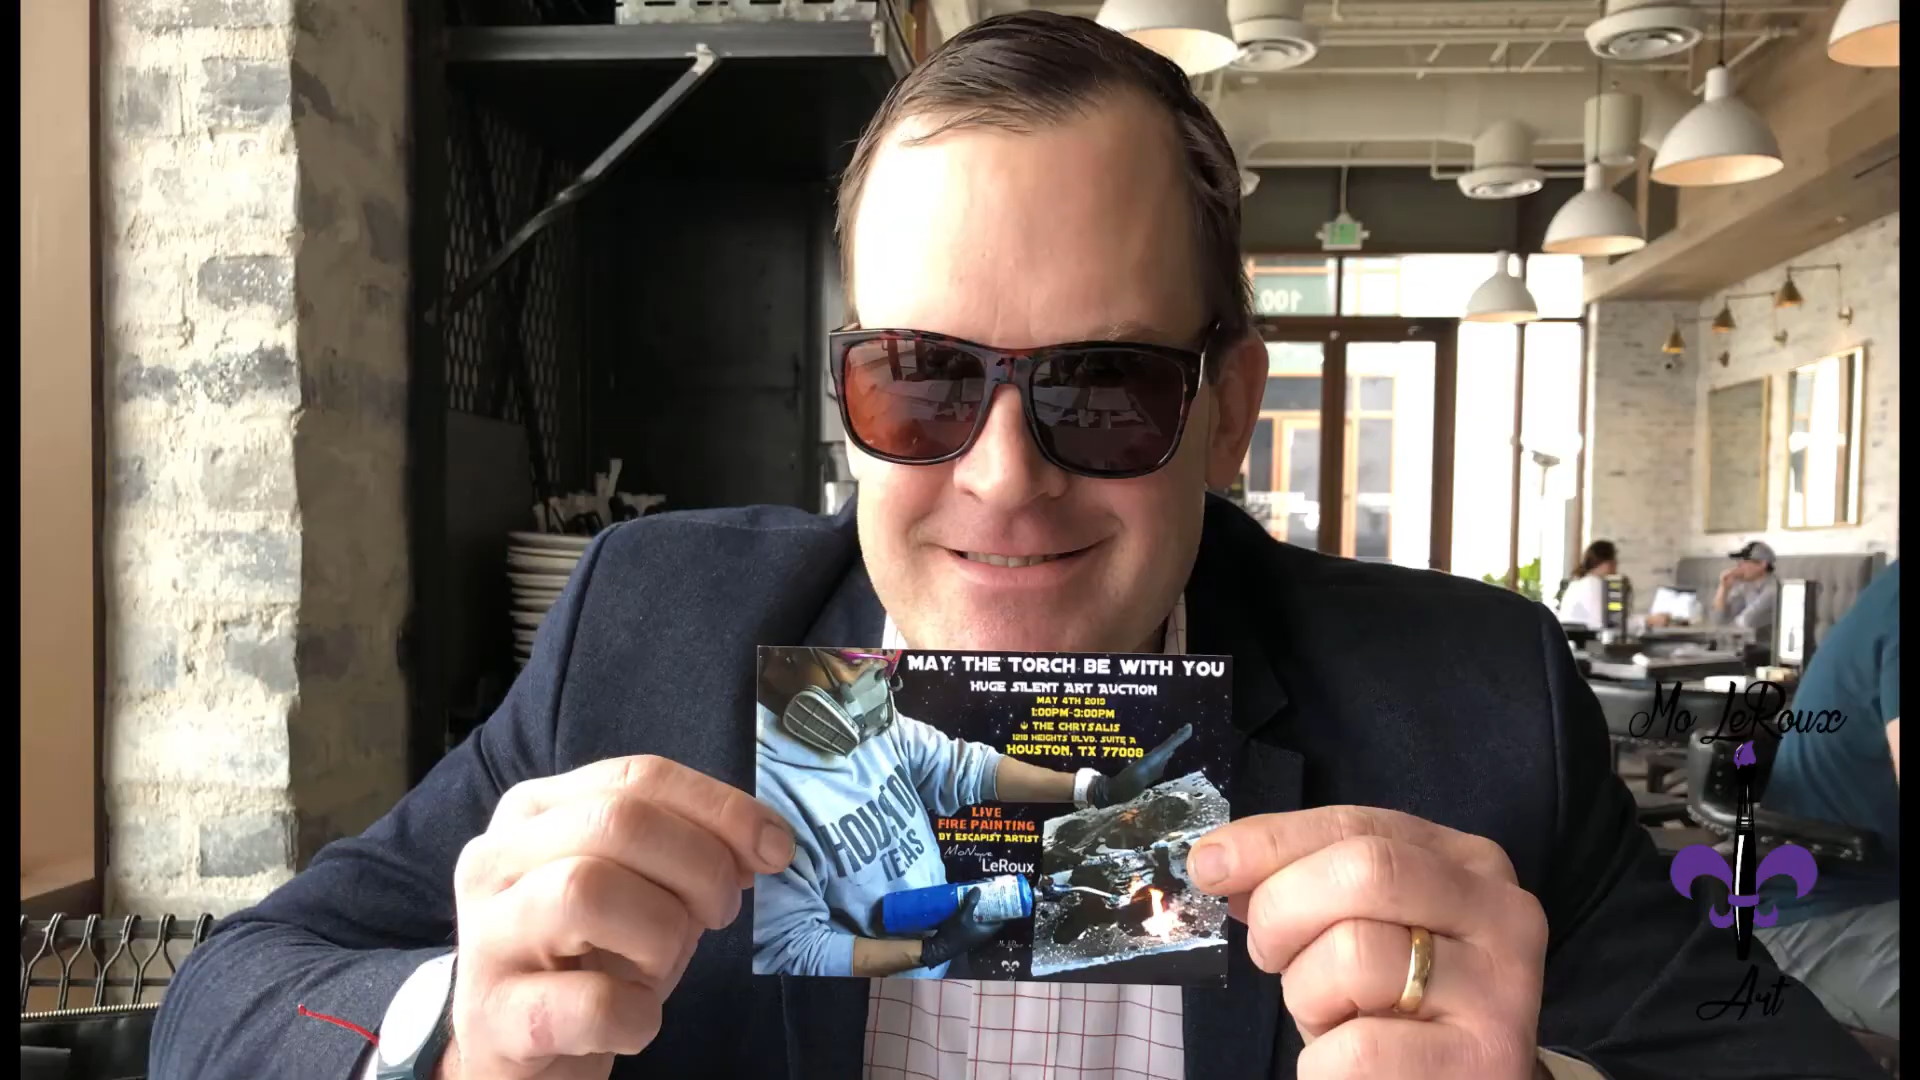 100
MAY THE TORCH BE WITH YOU
HUGE SILENT ART AUCTION
MAY 4TH 2019
1:00PM-3:00PM
@ THE CHRYSALIS
1218 HEIGHTS BLVD. SUITE A
HOUSTON, TX 77008
HOUSTON
TEXAS
LIVE
FIRE PAINTING
BY ESCAPIST ARTIST
MoNique
LeRoux
Mo LeRoux
Art